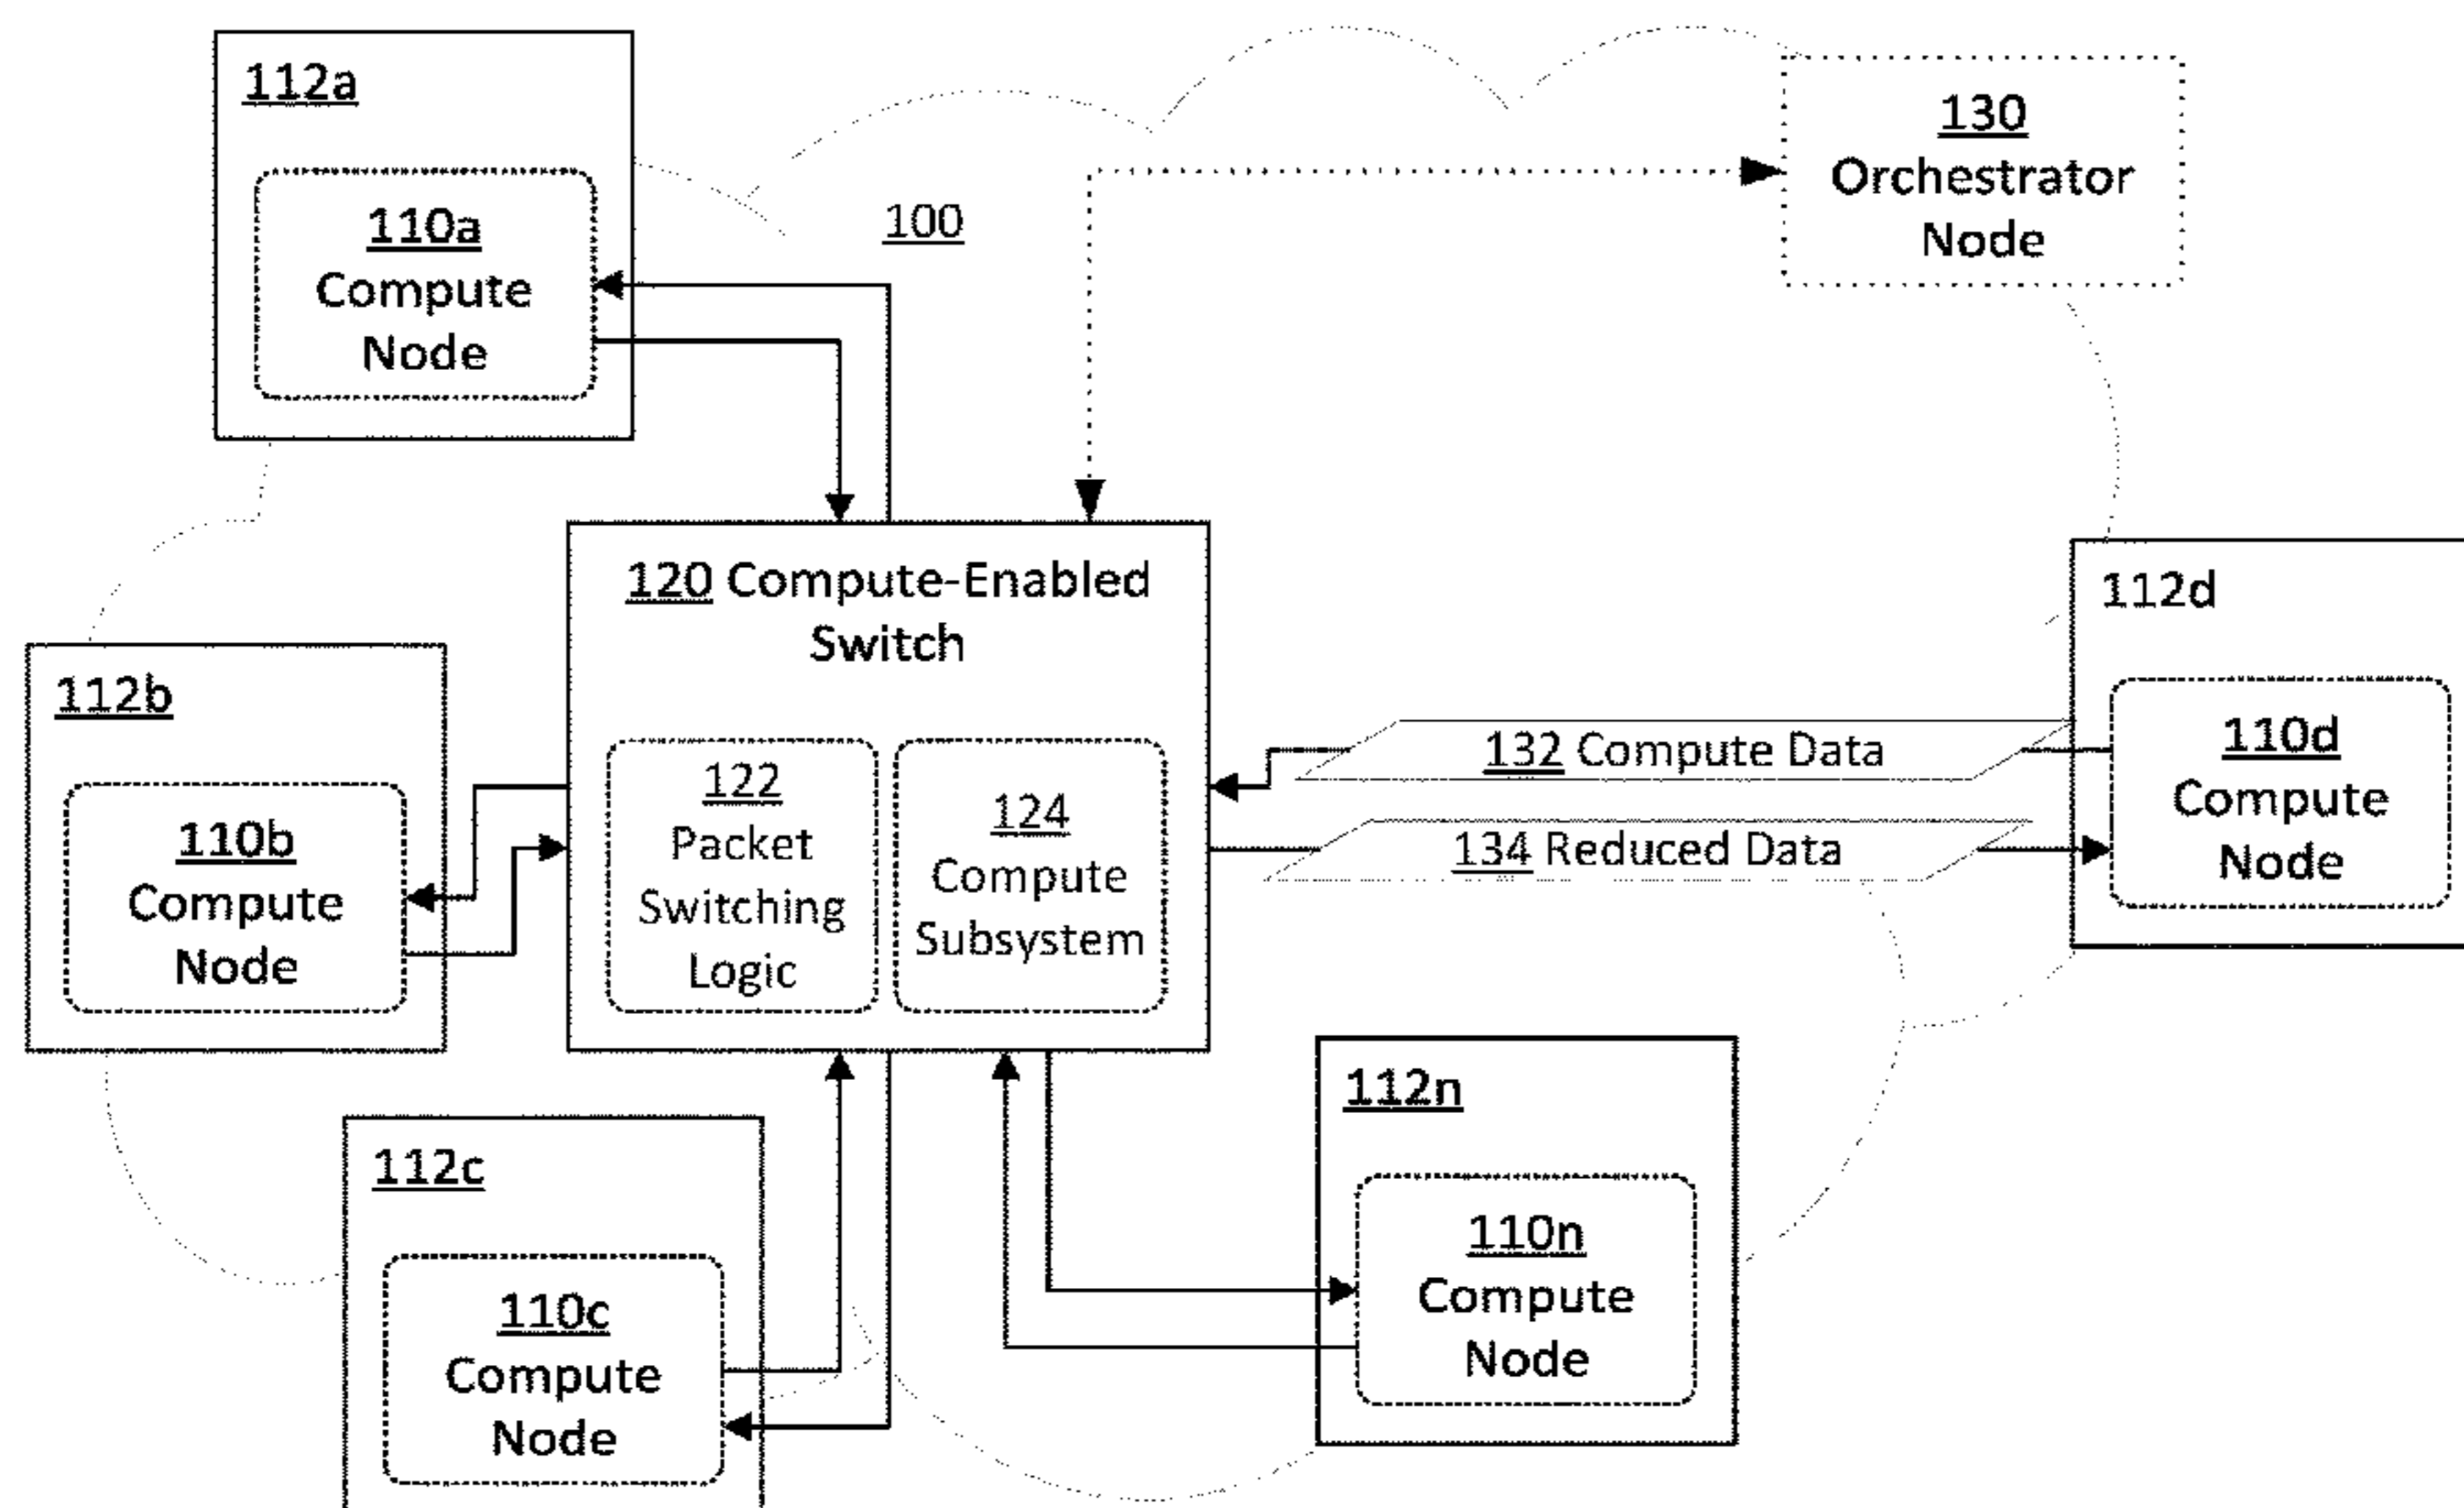 112a
110a
Compute
Node
100
130
Orchestrator
Node
120 Compute-Enabled
Switch
122
Packet
Switching
Logic
124
Compute
Subsystem
112b
110b
Compute
Node
132 Compute Data
134 Reduced Data
112d
110d
Compute
Node
112c
110c
Compute
Node
112n
110n
Compute
Node